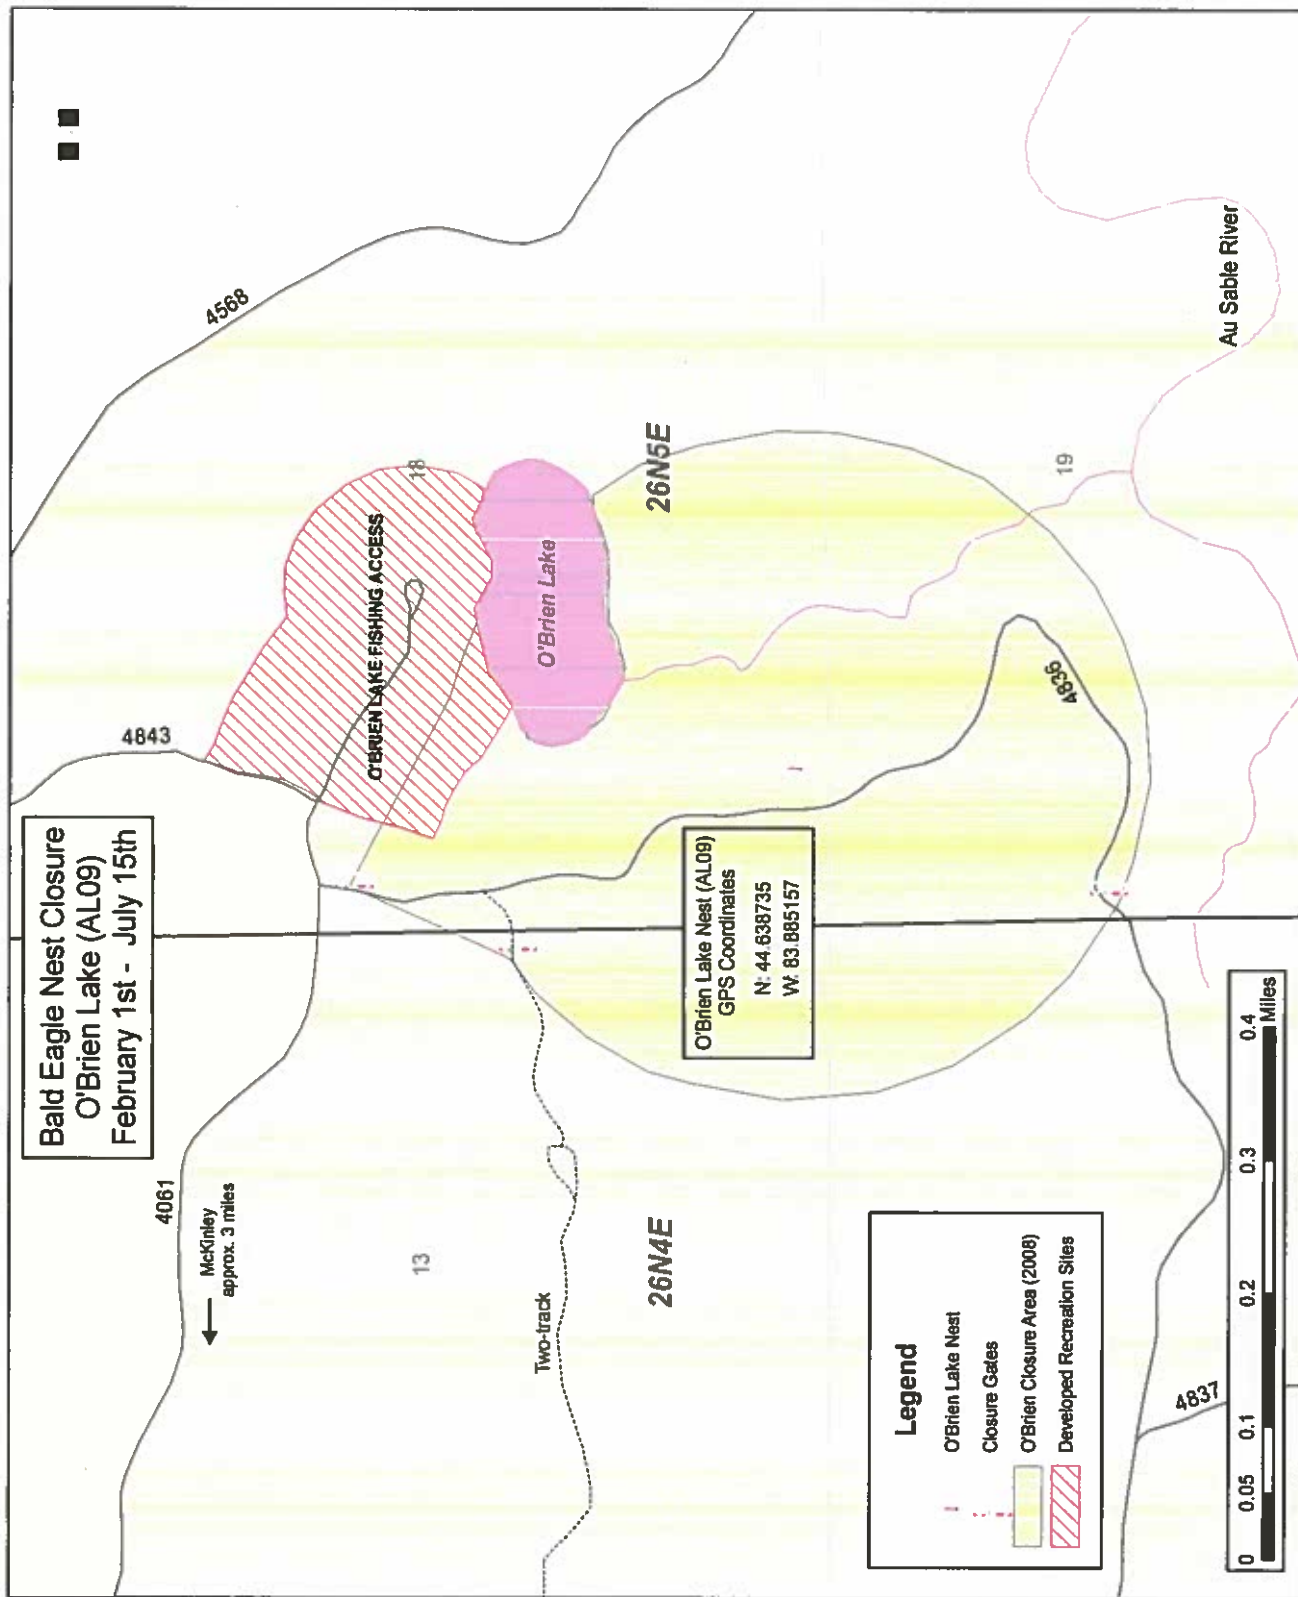 Bald Eagle Nest Closure
O'Brien Lake (AL09)
February 1st - July 15th
4061
McKinley
approx. 3 miles
4843
4568
13
18
O'BRIEN LAKE FISHING ACCESS
O'Brien Lake
Two-track
26N4E
26N5E
O'Brien Lake Nest (AL09)
GPS Coordinates
N: 44.638735
W: 83.885157
4836
19
Legend
O'Brien Lake Nest
Closure Gates
O'Brien Closure Area (2008)
Developed Recreation Sites
4837
Au Sable River
0 0.05 0.1 0.2 0.3 0.4
Miles